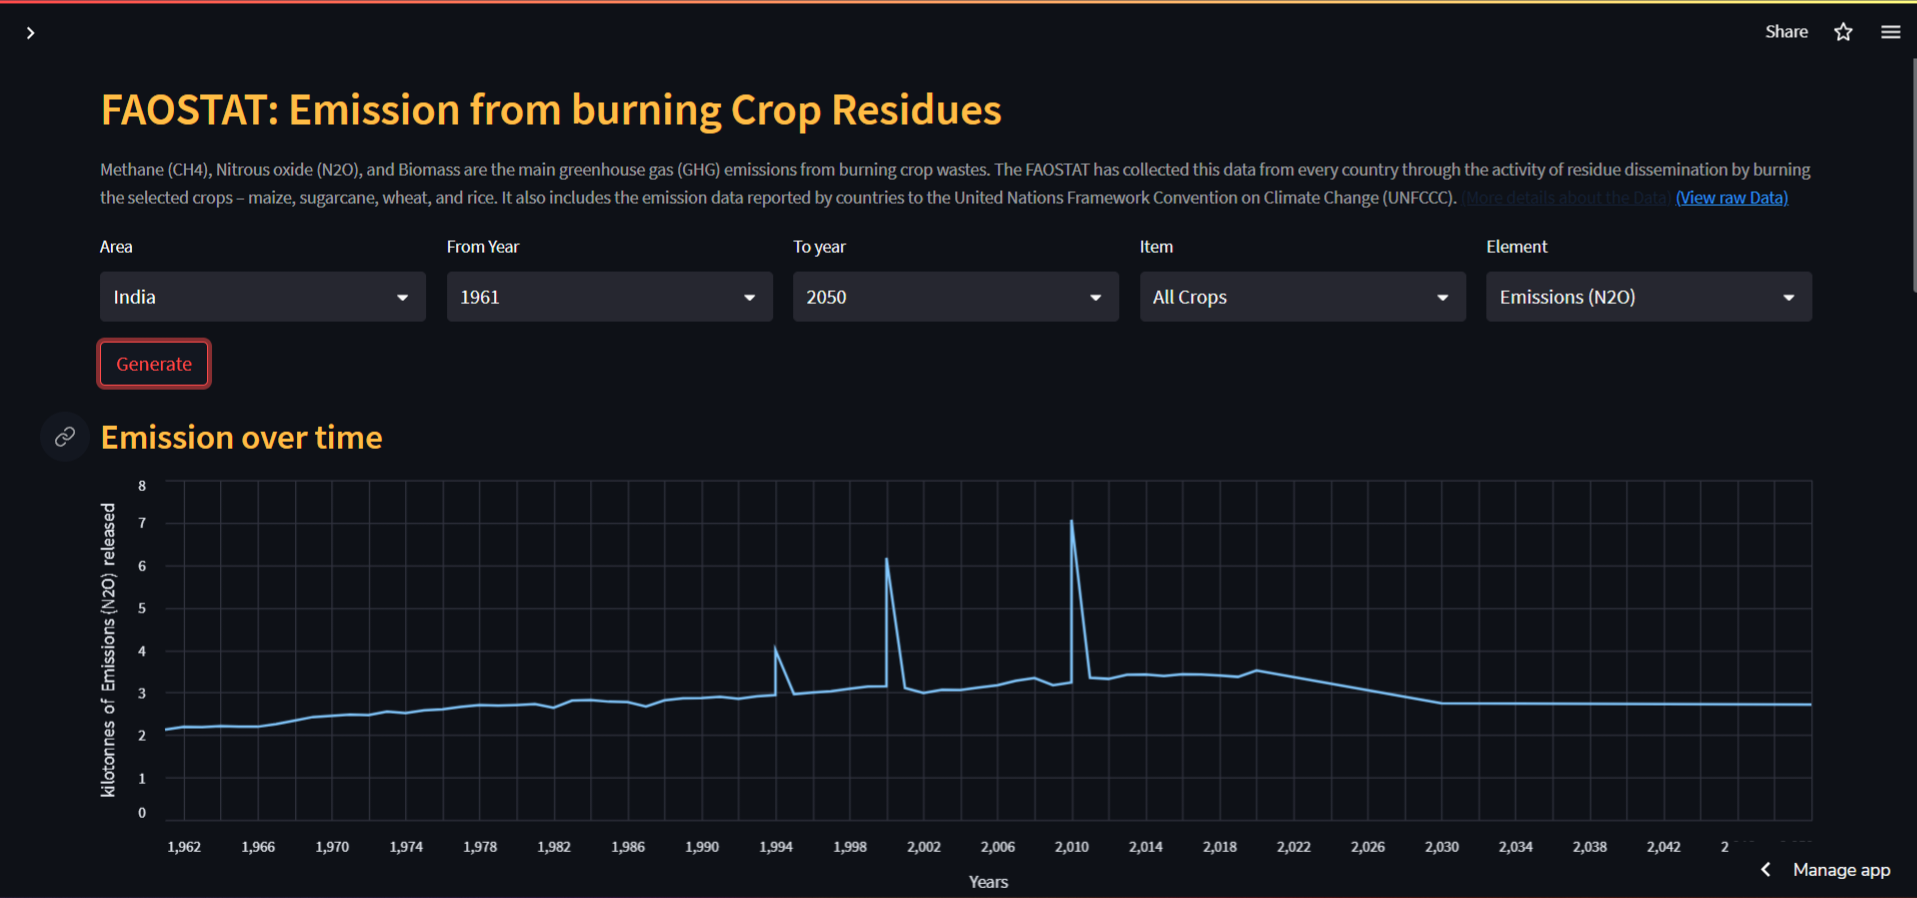 Share
FAOSTAT: Emission from burning Crop Residues
Methane (CH4), Nitrous oxide (N2O), and Biomass are the main greenhouse gas (GHG) emissions from burning crop wastes. The FAOSTAT has collected this data from every country through the activity of residue dissemination by burning
the selected crops – maize, sugarcane, wheat, and rice. It also includes the emission data reported by countries to the United Nations Framework Convention on Climate Change (UNFCCC). (More details about the Data) (View raw Data)
Area From Year To year Item Element
India 1961 2050 All Crops Emissions (N2O)
Generate
Emission over time
kilotonnes of Emissions (N2O) released
8
7
6
5
4
3
2
1
0
1,962 1,966 1,970 1,974 1,978 1,982 1,986 1,990 1,994 1,998 2,002 2,006 2,010 2,014 2,018 2,022 2,026 2,030 2,034 2,038 2,042 2
Years
Manage app